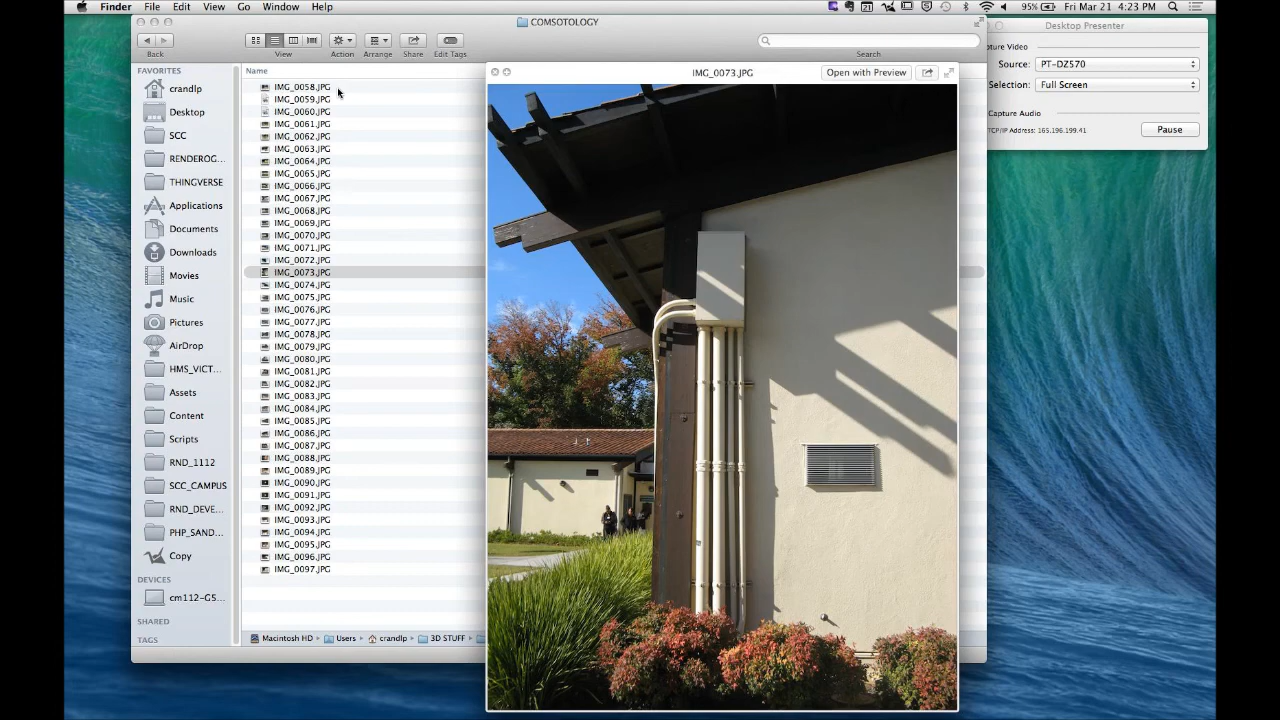 Finder File Edit View Go Window Help
21 5 95% Fri Mar 21 4:23 PM
COMSOTOLOGY
Back View Action Arrange Share Edit Tags Search
FAVORITES
crandlp
Desktop
SCC
RENDEROG...
THINGVERSE
Applications
Documents
Downloads
Movies
Music
Pictures
AirDrop
HMS_VICT...
Assets
Content
Scripts
RND_1112
SCC_CAMPUS
RND_DEVE...
PHP_SAND...
Copy
DEVICES
cm112-G5...
SHARED
TAGS
Name
IMG_0058.JPG
IMG_0059.JPG
IMG_0060.JPG
IMG_0061.JPG
IMG_0062.JPG
IMG_0063.JPG
IMG_0064.JPG
IMG_0065.JPG
IMG_0066.JPG
IMG_0067.JPG
IMG_0068.JPG
IMG_0069.JPG
IMG_0070.JPG
IMG_0071.JPG
IMG_0072.JPG
IMG_0073.JPG
IMG_0074.JPG
IMG_0075.JPG
IMG_0076.JPG
IMG_0077.JPG
IMG_0078.JPG
IMG_0079.JPG
IMG_0080.JPG
IMG_0081.JPG
IMG_0082.JPG
IMG_0083.JPG
IMG_0084.JPG
IMG_0085.JPG
IMG_0086.JPG
IMG_0087.JPG
IMG_0088.JPG
IMG_0089.JPG
IMG_0090.JPG
IMG_0091.JPG
IMG_0092.JPG
IMG_0093.JPG
IMG_0094.JPG
IMG_0095.JPG
IMG_0096.JPG
IMG_0097.JPG
Macintosh HD Users crandlp 3D STUFF
IMG_0073.JPG Open with Preview
Desktop Presenter
pture Video
Source: PT-DZ570
Selection: Full Screen
Capture Audio
TCP/IP Address: 165.196.199.41 Pause